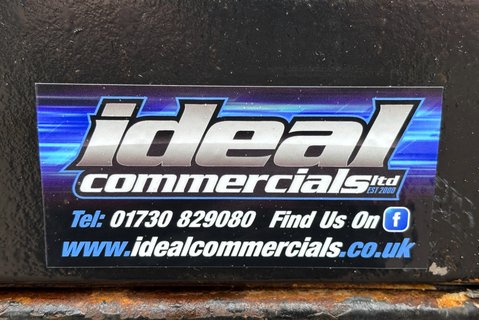 ideal
commercials ltd
EST 2000
Tel: 01730 829080 Find Us On f
www.idealcommercials.co.uk